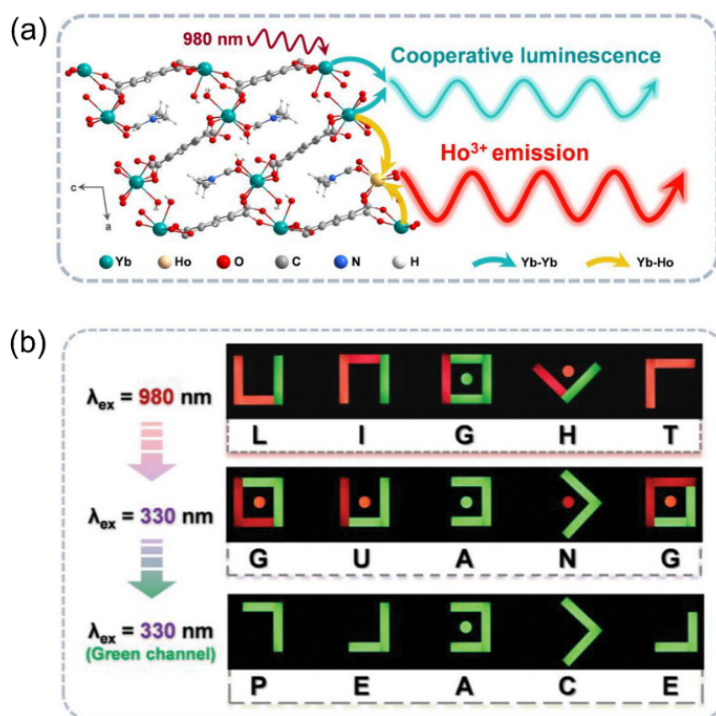 (a)
980 nm
Cooperative luminescence
Ho³⁺ emission
c
a
Yb Ho O C N H Yb-Yb Yb-Ho
(b)
λex = 980 nm
L I G H T
λex = 330 nm
G U A N G
λex = 330 nm
(Green channel)
P E A C E